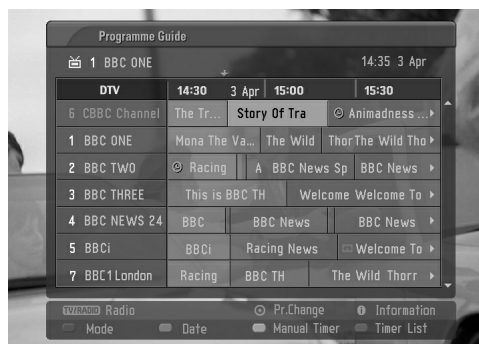 Programme Guide
1 BBC ONE 14:35 3 Apr
DTV 14:30 3 Apr 15:00 15:30
6 CBBC Channel The Tr... Story Of Tra Animadness ...
1 BBC ONE Mona The Va... The Wild Thor The Wild Tho
2 BBC TWO Racing A BBC News Sp BBC News
3 BBC THREE This is BBC TH Welcome Welcome To
4 BBC NEWS 24 BBC BBC News BBC News
5 BBCi BBCi Racing News Welcome To
7 BBC1 London Racing BBC TH The Wild Thorr
TV/RADIO Radio Pr.Change Information
Mode Date Manual Timer Timer List